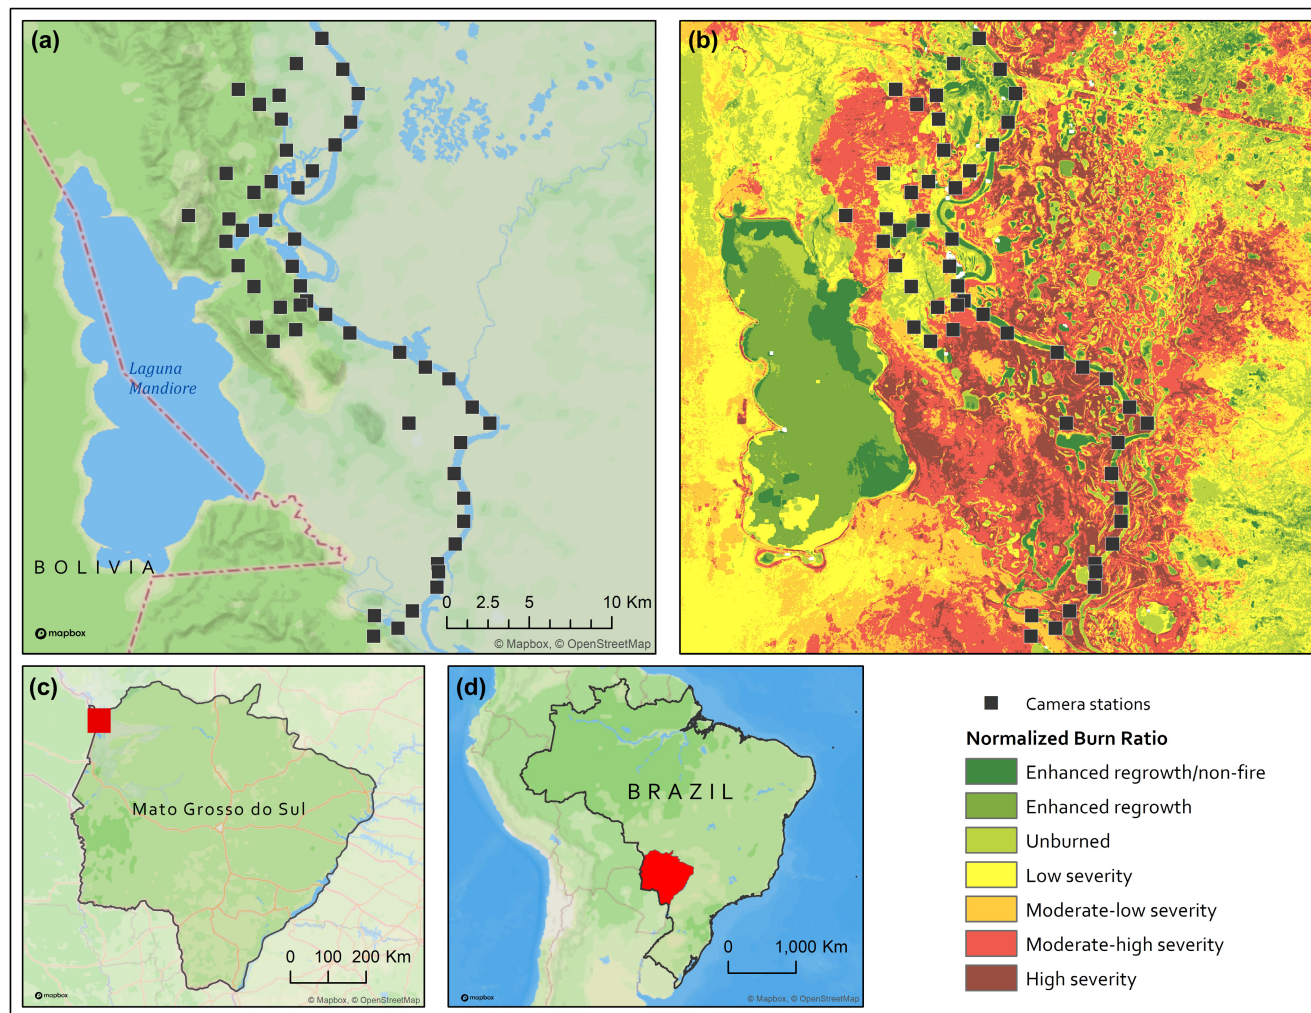 (a)
Laguna
Mandiore
BOLIVIA
0 2.5 5 10 Km
mapbox
© Mapbox, © OpenStreetMap
(b)
(c)
Mato Grosso do Sul
0 100 200 Km
mapbox
© Mapbox, © OpenStreetMap
(d)
BRAZIL
0 1,000 Km
mapbox
© Mapbox, © OpenStreetMap
Camera stations
Normalized Burn Ratio
Enhanced regrowth/non-fire
Enhanced regrowth
Unburned
Low severity
Moderate-low severity
Moderate-high severity
High severity